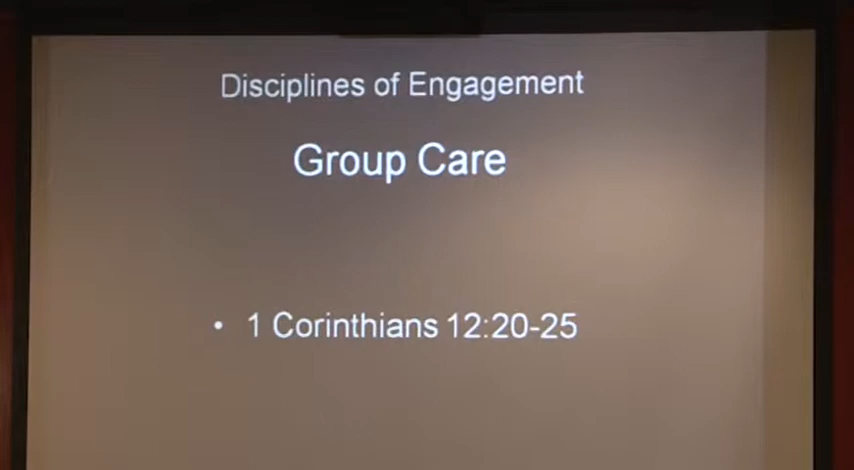 Disciplines of Engagement
Group Care
• 1 Corinthians 12:20-25